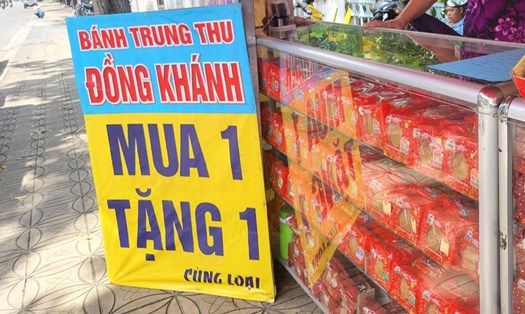 BÁNH TRUNG THU
ĐỒNG KHÁNH
MUA 1
TẶNG 1
CÙNG LOẠI